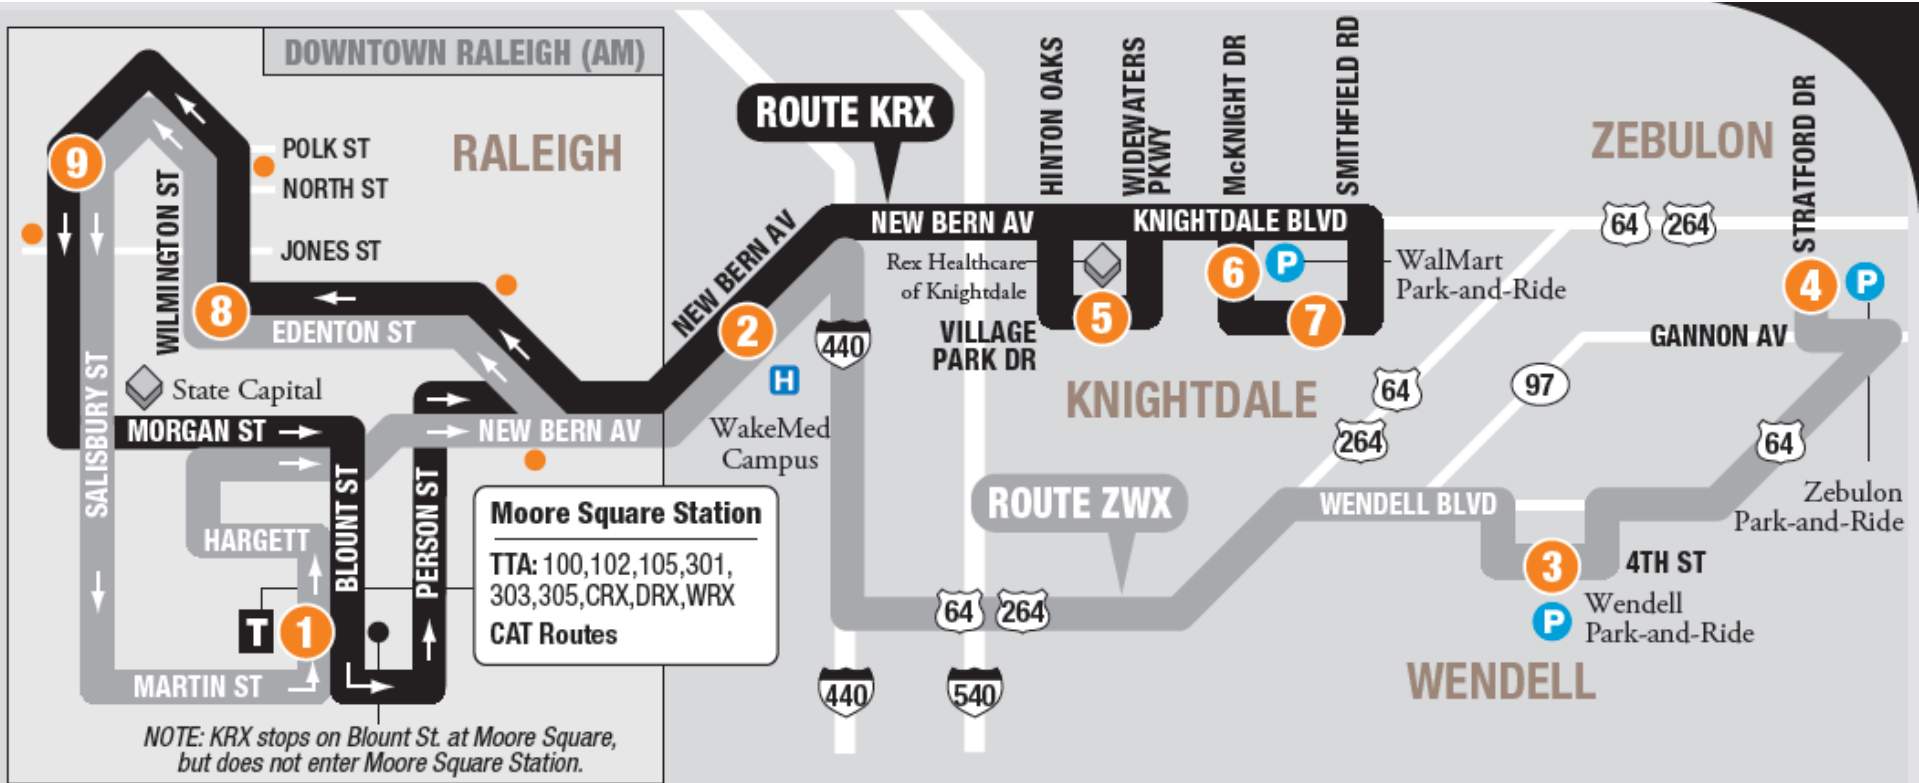 DOWNTOWN RALEIGH (AM)
RALEIGH
9
POLK ST
NORTH ST
JONES ST
WILMINGTON ST
8
EDENTON ST
SALISBURY ST
State Capital
MORGAN ST
NEW BERN AV
HARGETT
BLOUNT ST
PERSON ST
T
1
MARTIN ST
Moore Square Station
TTA: 100,102,105,301,
303,305,CRX,DRX,WRX
CAT Routes
NOTE: KRX stops on Blount St. at Moore Square,
but does not enter Moore Square Station.
ROUTE KRX
NEW BERN AV
2
H
WakeMed
Campus
440
NEW BERN AV
HINTON OAKS
WIDEWATERS
PKWY
McKNIGHT DR
SMITHFIELD RD
KNIGHTDALE BLVD
Rex Healthcare
of Knightdale
5
VILLAGE
PARK DR
6
P
7
WalMart
Park-and-Ride
KNIGHTDALE
ZEBULON
64
264
STRATFORD DR
4
P
GANNON AV
64
264
97
64
Zebulon
Park-and-Ride
ROUTE ZWX
WENDELL BLVD
3
4TH ST
P
Wendell
Park-and-Ride
WENDELL
64
264
440
540